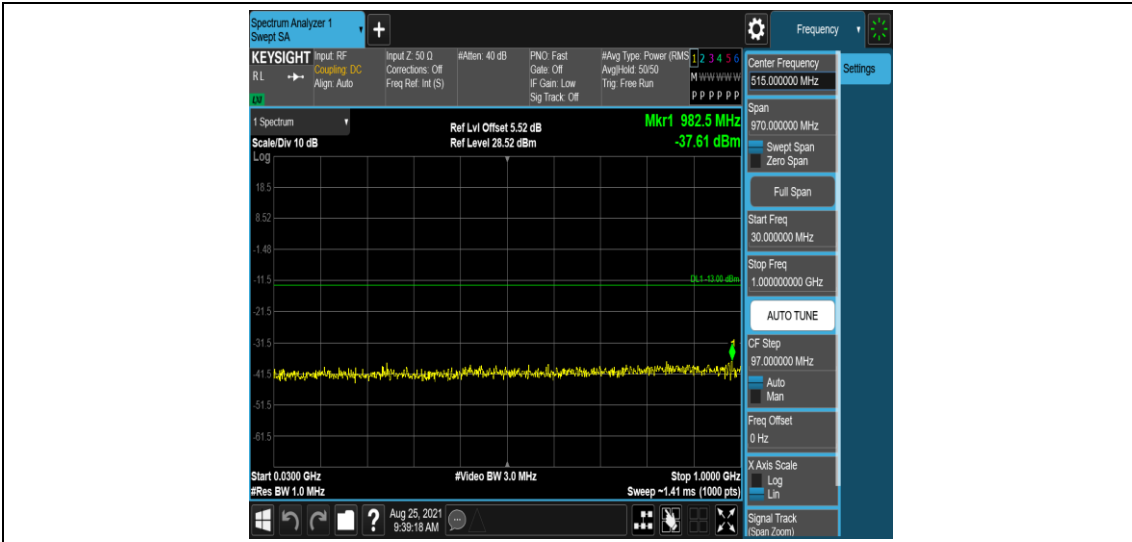 Spectrum Analyzer 1
Swept SA
+
Frequency
KEYSIGHT
RL
LXI
Input: RF
Coupling: DC
Align: Auto
Input Z: 50 Ω
Corrections: Off
Freq Ref: Int (S)
#Atten: 40 dB
PNO: Fast
Gate: Off
IF Gain: Low
Sig Track: Off
#Avg Type: Power (RMS
Avg|Hold: 50/50
Trig: Free Run
1 2 3 4 5 6
M W W W W W
P P P P P P
1 Spectrum
Scale/Div 10 dB
Ref Lvl Offset 5.52 dB
Ref Level 28.52 dBm
Mkr1 982.5 MHz
-37.61 dBm
Log
18.5
8.52
-1.48
-11.5
DL1 -13.00 dBm
-21.5
-31.5
1
-41.5
-51.5
-61.5
Start 0.0300 GHz
#Res BW 1.0 MHz
#Video BW 3.0 MHz
Stop 1.0000 GHz
Sweep ~1.41 ms (1000 pts)
?
Aug 25, 2021
9:39:18 AM
Center Frequency
515.000000 MHz
Settings
Span
970.000000 MHz
Swept Span
Zero Span
Full Span
Start Freq
30.000000 MHz
Stop Freq
1.000000000 GHz
AUTO TUNE
CF Step
97.000000 MHz
Auto
Man
Freq Offset
0 Hz
X Axis Scale
Log
Lin
Signal Track
(Span Zoom)